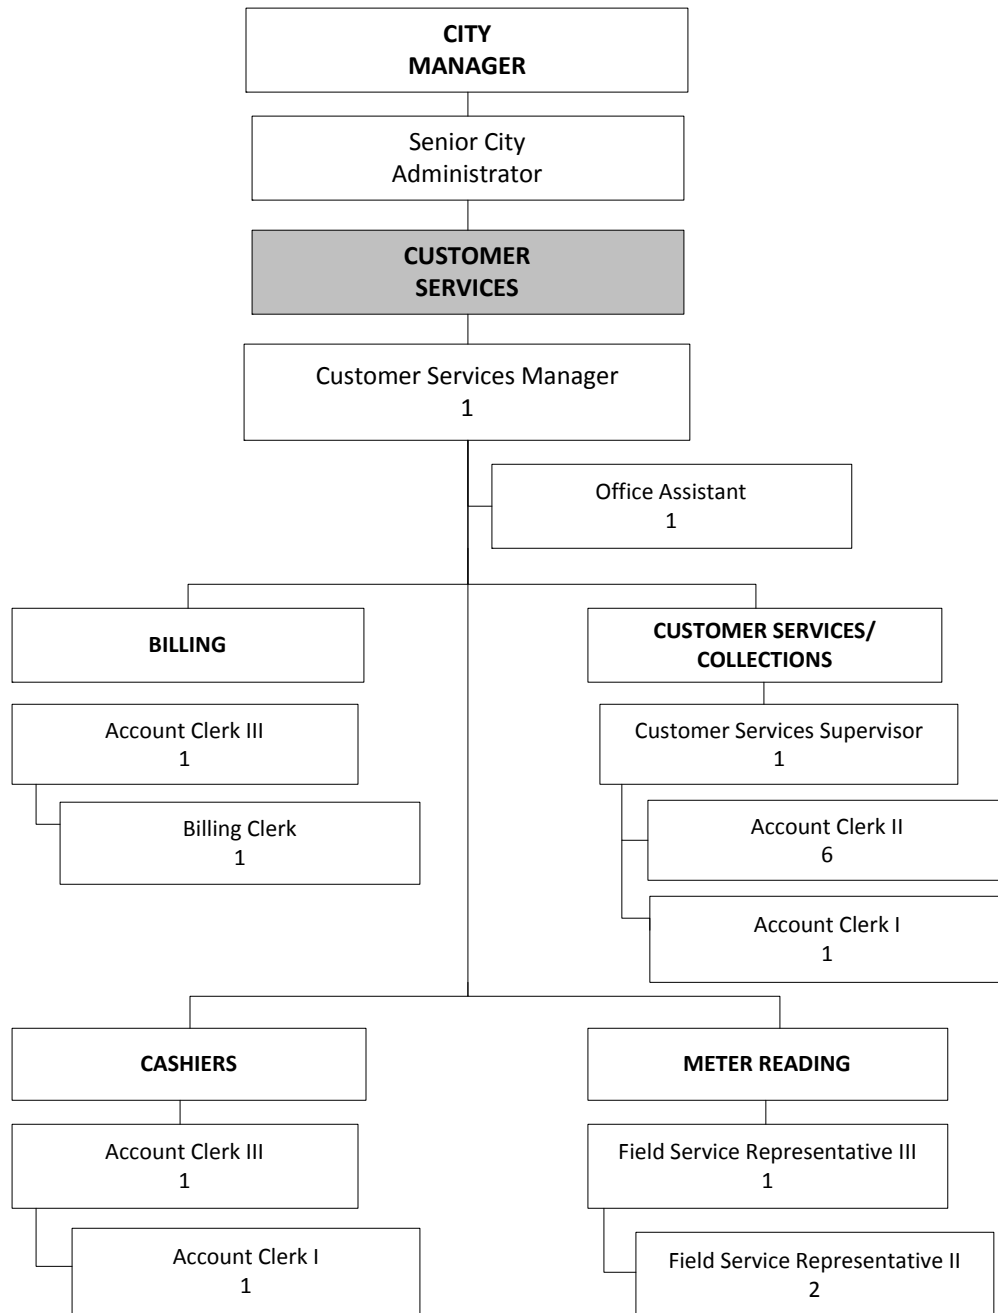 CITY
MANAGER
Senior City
Administrator
CUSTOMER
SERVICES
Customer Services Manager
1
Office Assistant
1
BILLING
Account Clerk III
1
Billing Clerk
1
CUSTOMER SERVICES/
COLLECTIONS
Customer Services Supervisor
1
Account Clerk II
6
Account Clerk I
1
CASHIERS
Account Clerk III
1
Account Clerk I
1
METER READING
Field Service Representative III
1
Field Service Representative II
2